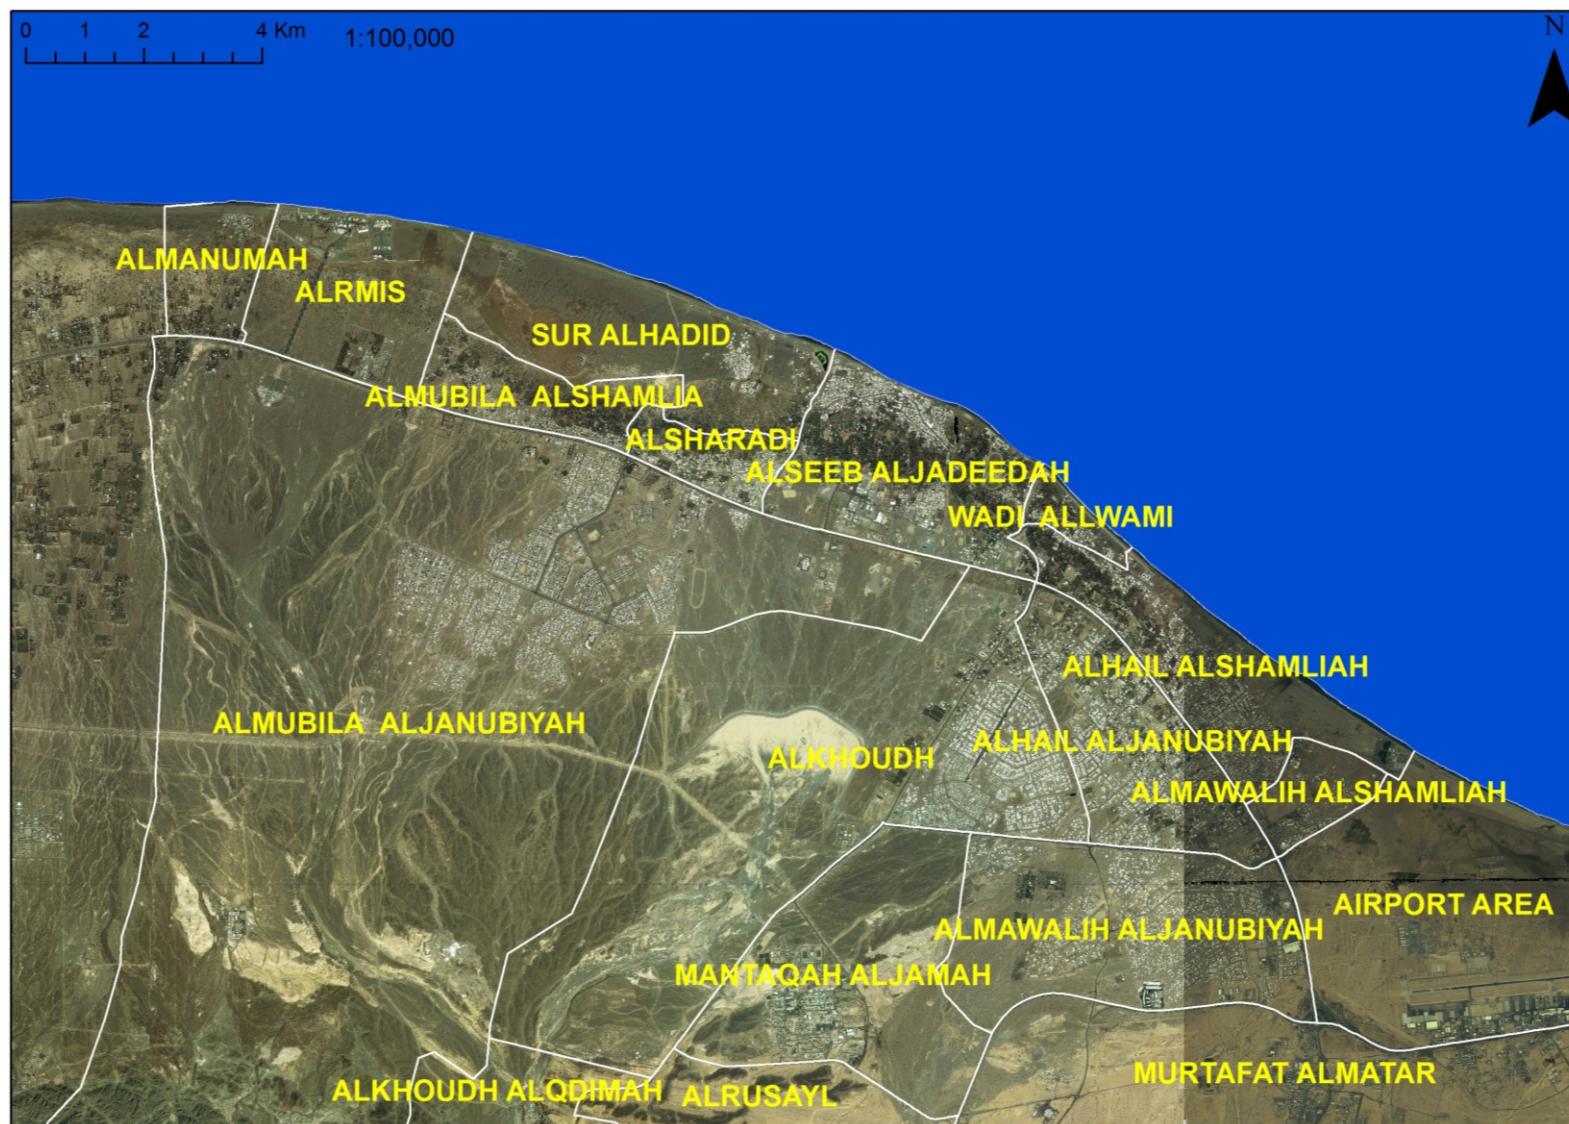 0 1 2 4 Km
1:100,000
N
ALMANUMAH
ALRMIS
SUR ALHADID
ALMUBILA ALSHAMLIA
ALSHARADI
ALSEEB ALJADEEDAH
WADI ALLWAMI
ALHAIL ALSHAMLIAH
ALMUBILA ALJANUBIYAH
ALKHOUDH
ALHAIL ALJANUBIYAH
ALMAWALIH ALSHAMLIAH
AIRPORT AREA
ALMAWALIH ALJANUBIYAH
MANTAQAH ALJAMAH
MURTAFAT ALMATAR
ALKHOUDH ALQDIMAH
ALRUSAYL